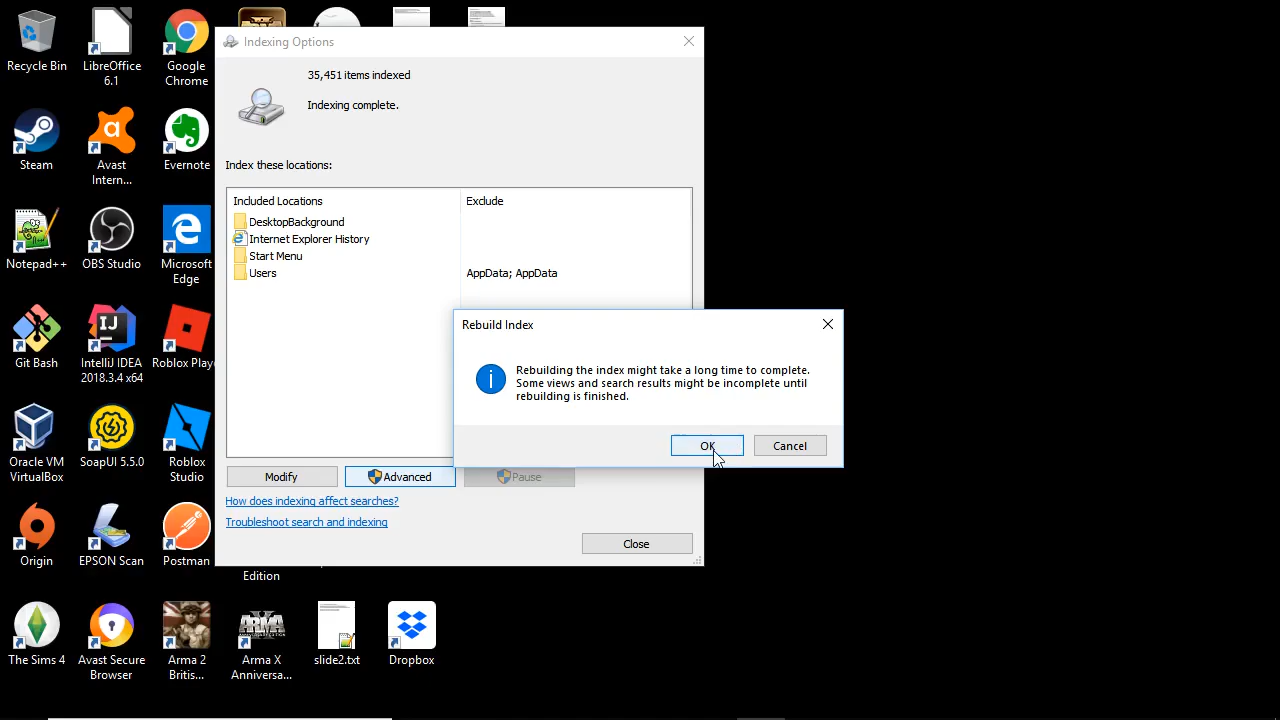 Recycle Bin
LibreOffice
6.1
Google
Chrome
Steam
Avast
Intern...
Evernote
Notepad++
OBS Studio
Microsoft
Edge
Git Bash
IntelliJ IDEA
2018.3.4 x64
Roblox Playe
Oracle VM
VirtualBox
SoapUI 5.5.0
Roblox
Studio
Origin
EPSON Scan
Postman
Edition
The Sims 4
Avast Secure
Browser
Arma 2
Britis...
Arma X
Anniversa...
slide2.txt
Dropbox
Indexing Options
35,451 items indexed
Indexing complete.
Index these locations:
Included Locations
Exclude
DesktopBackground
Internet Explorer History
Start Menu
Users
AppData; AppData
Modify
Advanced
Pause
How does indexing affect searches?
Troubleshoot search and indexing
Close
Rebuild Index
Rebuilding the index might take a long time to complete.
Some views and search results might be incomplete until
rebuilding is finished.
OK
Cancel